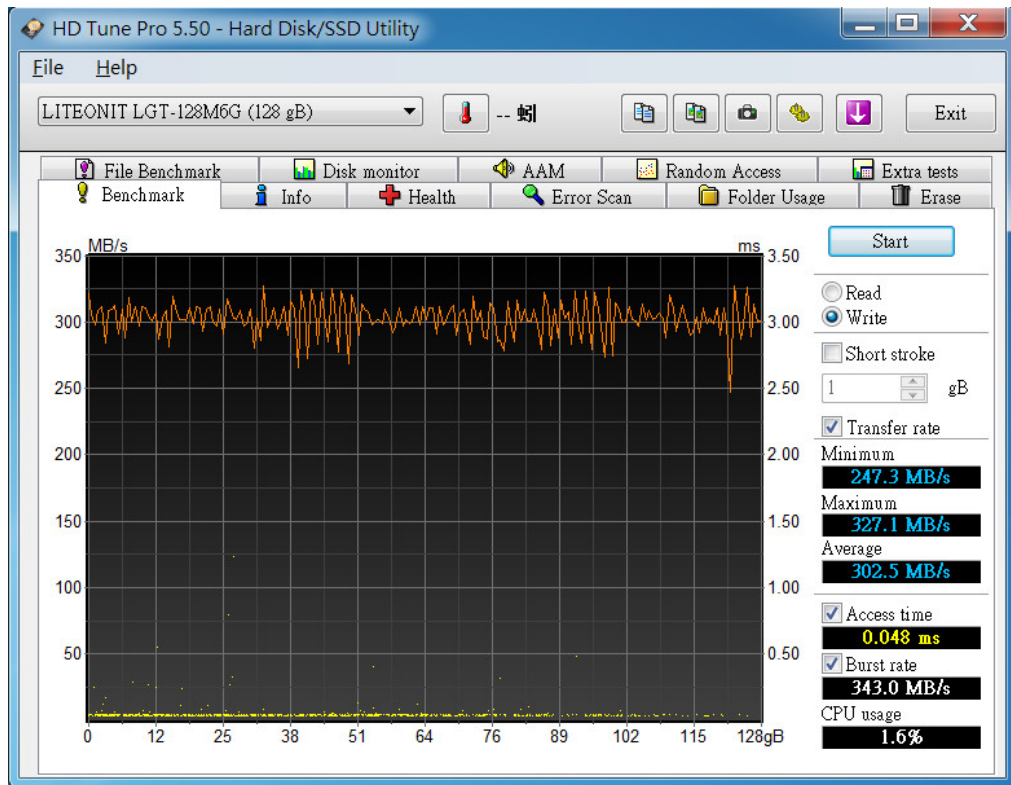 HD Tune Pro 5.50 - Hard Disk/SSD Utility
File Help
LITEONIT LGT-128M6G (128 gB) -- 蚓 Exit
File Benchmark Disk monitor AAM Random Access Extra tests
Benchmark Info Health Error Scan Folder Usage Erase
MB/s ms
350 3.50
300 3.00
250 2.50
200 2.00
150 1.50
100 1.00
50 0.50
0 12 25 38 51 64 76 89 102 115 128gB
Start
Read
Write
Short stroke
1 gB
Transfer rate
Minimum
247.3 MB/s
Maximum
327.1 MB/s
Average
302.5 MB/s
Access time
0.048 ms
Burst rate
343.0 MB/s
CPU usage
1.6%